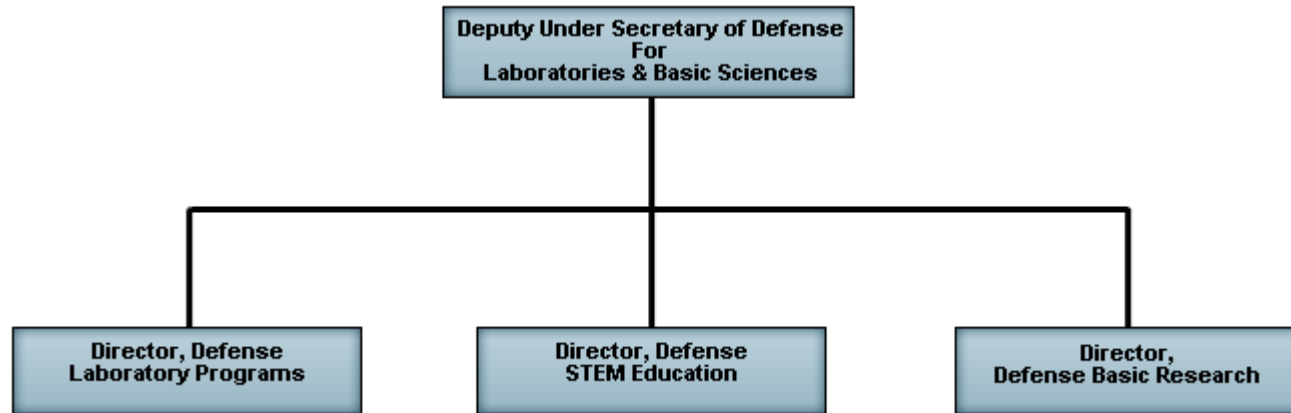 Deputy Under Secretary of Defense
For
Laboratories & Basic Sciences
Director, Defense
Laboratory Programs
Director, Defense
STEM Education
Director,
Defense Basic Research